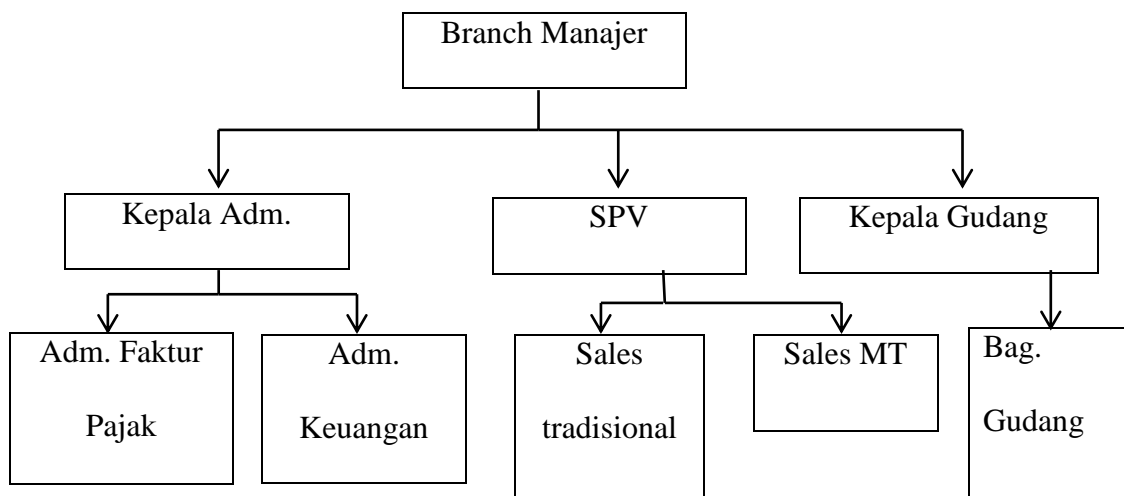 Branch Manajer
Kepala Adm.
SPV
Kepala Gudang
Adm. Faktur
Pajak
Adm.
Keuangan
Sales
tradisional
Sales MT
Bag.
Gudang